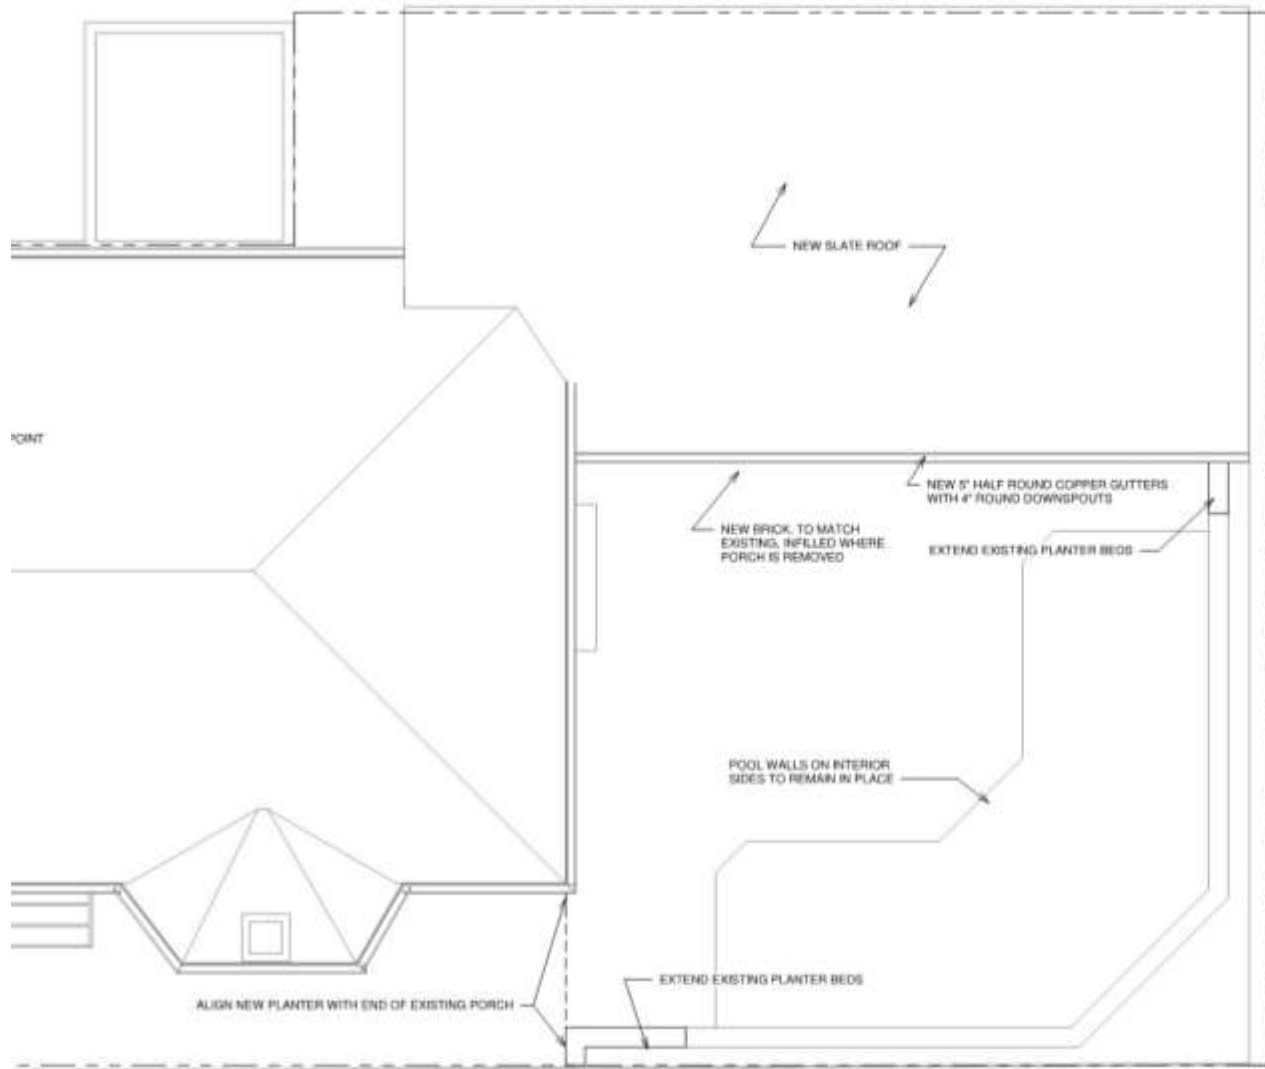 NEW SLATE ROOF
POINT
NEW 5" HALF ROUND COPPER GUTTERS
WITH 4" ROUND DOWNSPOUTS
NEW BRICK, TO MATCH
EXISTING, INFILLED WHERE
PORCH IS REMOVED
EXTEND EXISTING PLANTER BEDS
POOL WALLS ON INTERIOR
SIDES TO REMAIN IN PLACE
EXTEND EXISTING PLANTER BEDS
ALIGN NEW PLANTER WITH END OF EXISTING PORCH